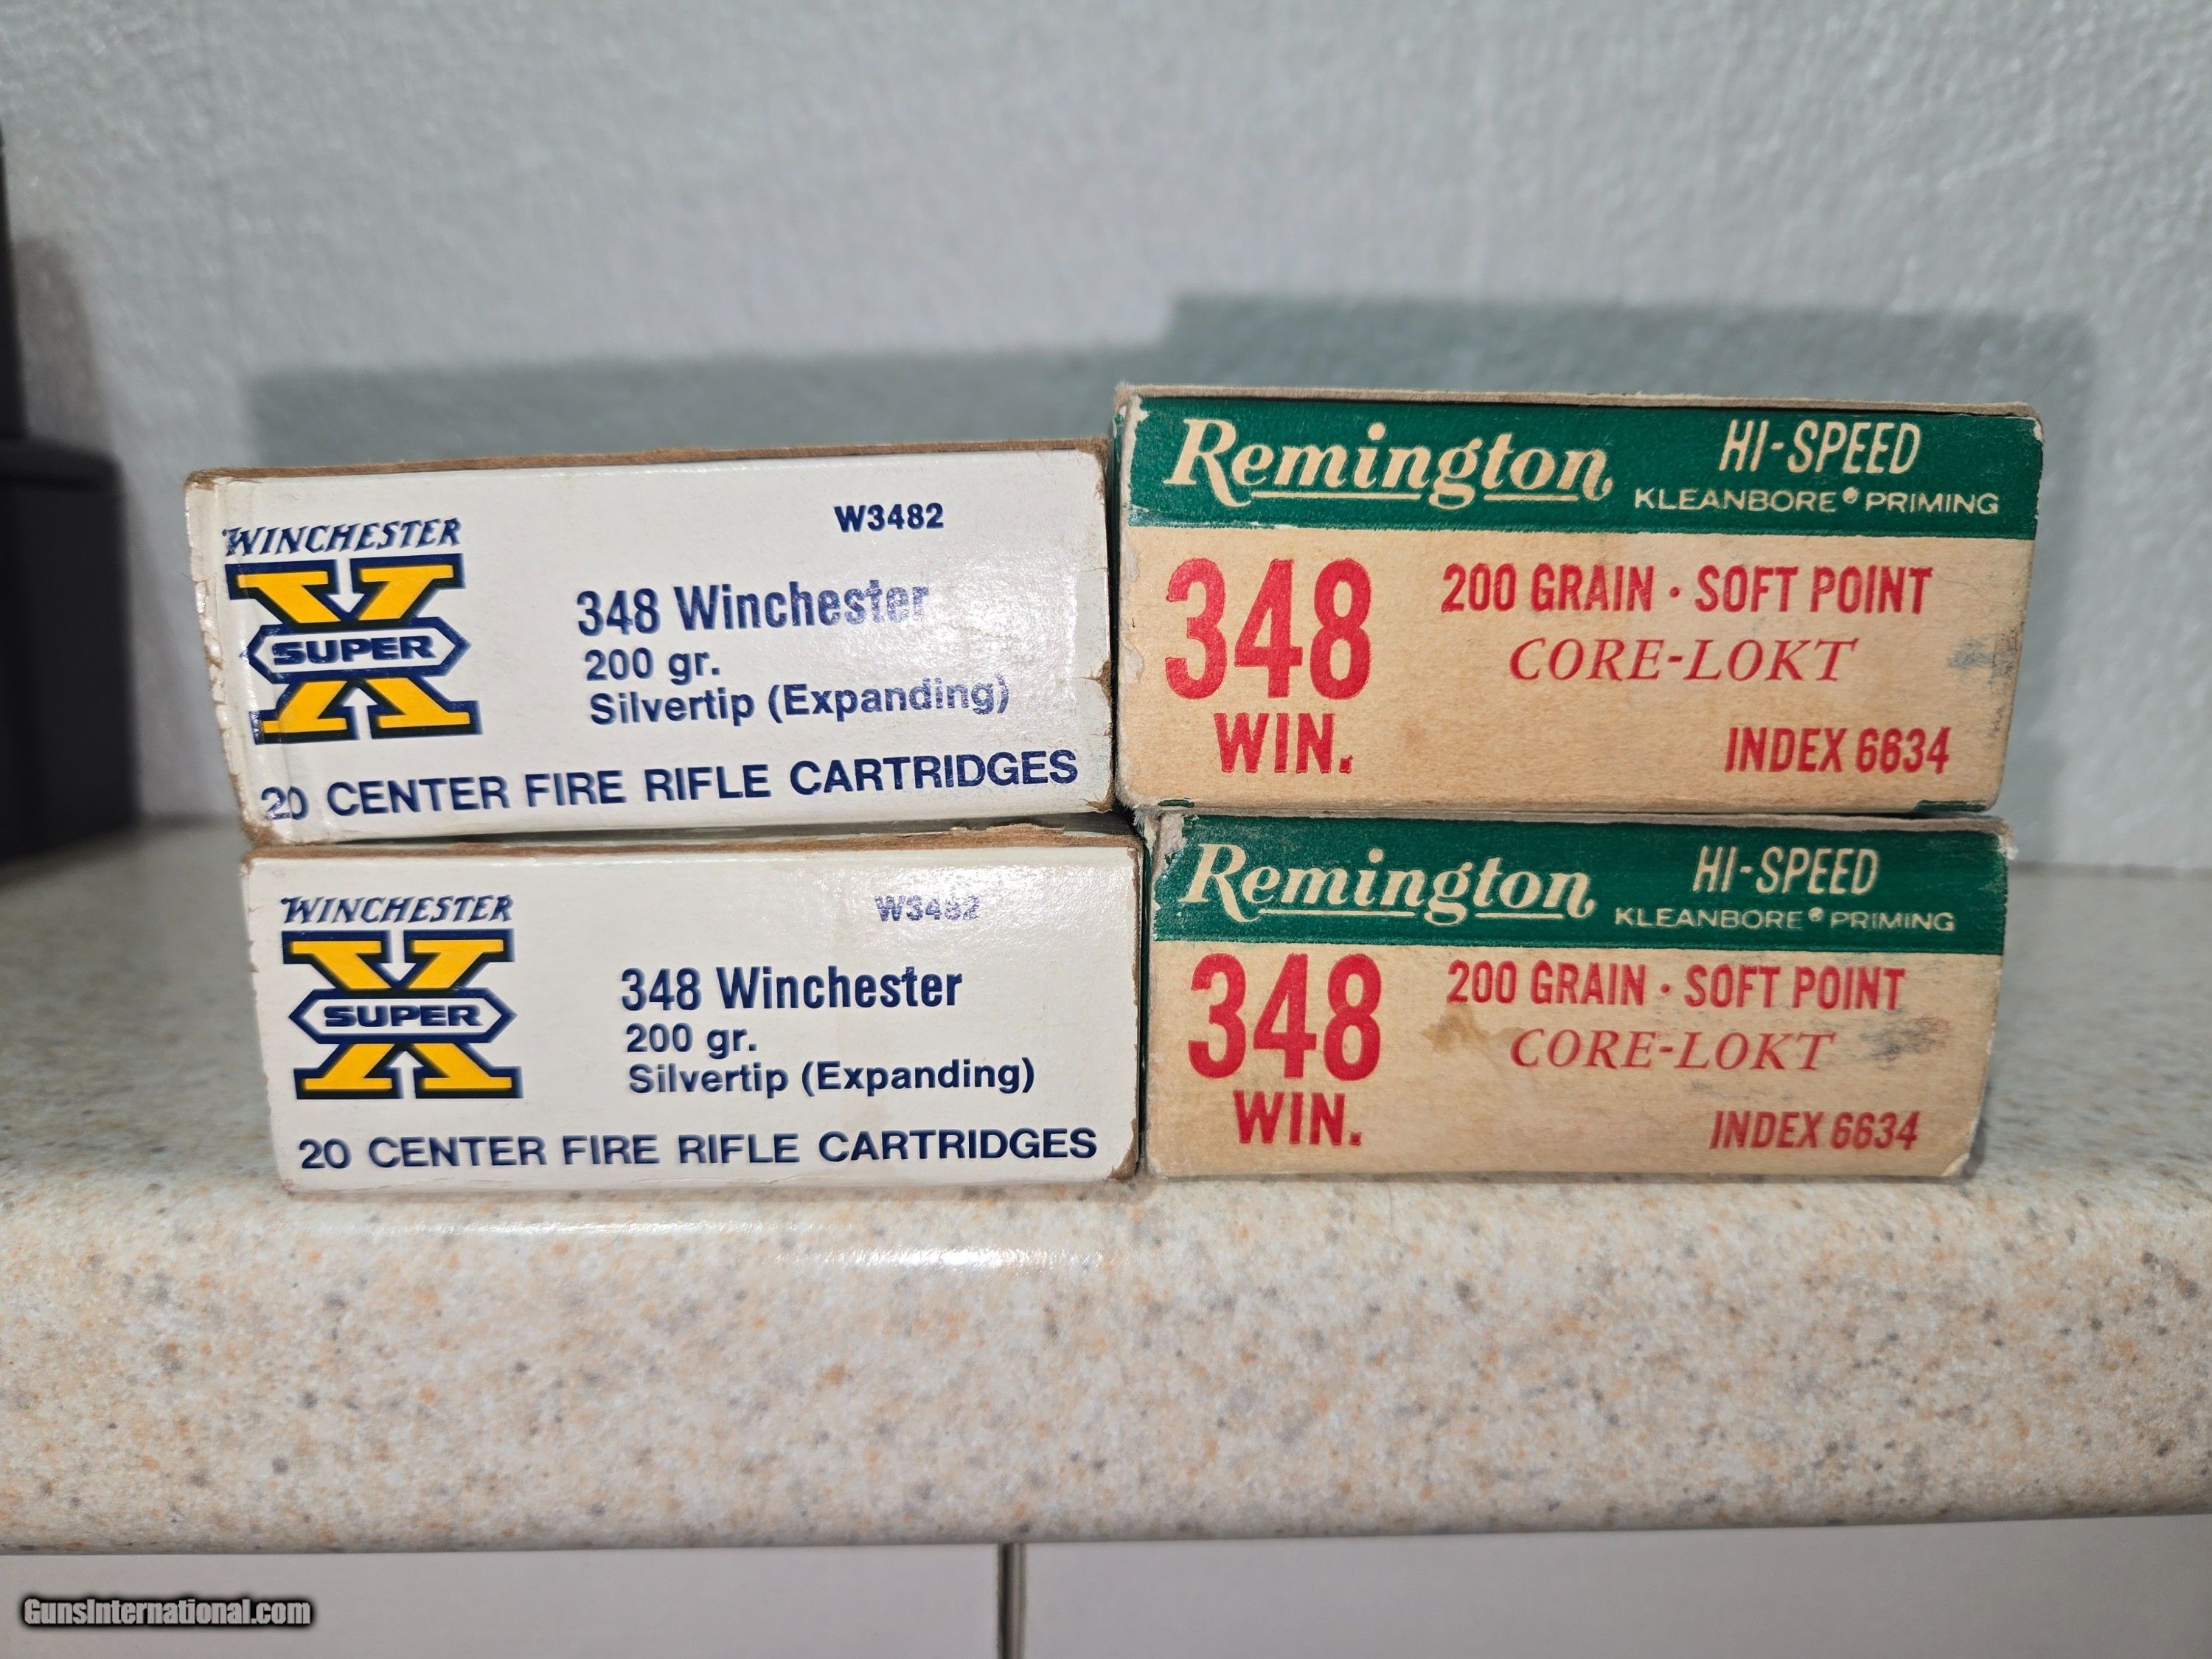 WINCHESTER
SUPER
X
W3482
348 Winchester
200 gr.
Silvertip (Expanding)
20 CENTER FIRE RIFLE CARTRIDGES
Remington
HI-SPEED
KLEANBORE® PRIMING
348
WIN.
200 GRAIN · SOFT POINT
CORE-LOKT
INDEX 6634
WINCHESTER
SUPER
X
W3482
348 Winchester
200 gr.
Silvertip (Expanding)
20 CENTER FIRE RIFLE CARTRIDGES
Remington
HI-SPEED
KLEANBORE® PRIMING
348
WIN.
200 GRAIN · SOFT POINT
CORE-LOKT
INDEX 6634
GunsInternational.com